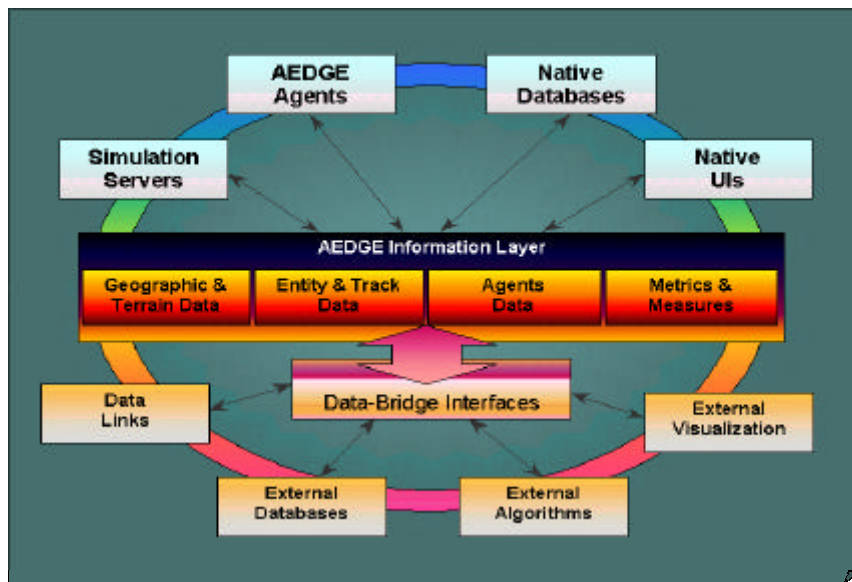 AEDGE
Agents
Native
Databases
Simulation
Servers
Native
UIs
AEDGE Information Layer
Geographic &
Terrain Data
Entity & Track
Data
Agents
Data
Metrics &
Measures
Data
Links
Data-Bridge Interfaces
External
Visualization
External
Databases
External
Algorithms